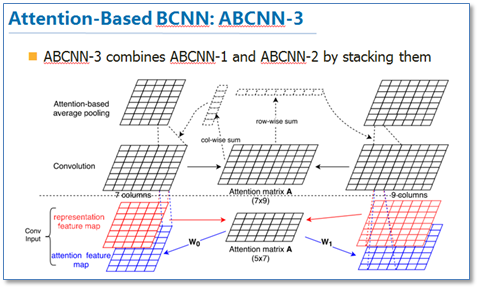 Attention-Based BCNN: ABCNN-3
ABCNN-3 combines ABCNN-1 and ABCNN-2 by stacking them
Attention-based
average pooling
row-wise sum
col-wise sum
Convolution
7 columns
Attention matrix A
(7x9)
9 columns
Conv
Input
representation
feature map
attention feature
map
W0
Attention matrix A
(5x7)
W1